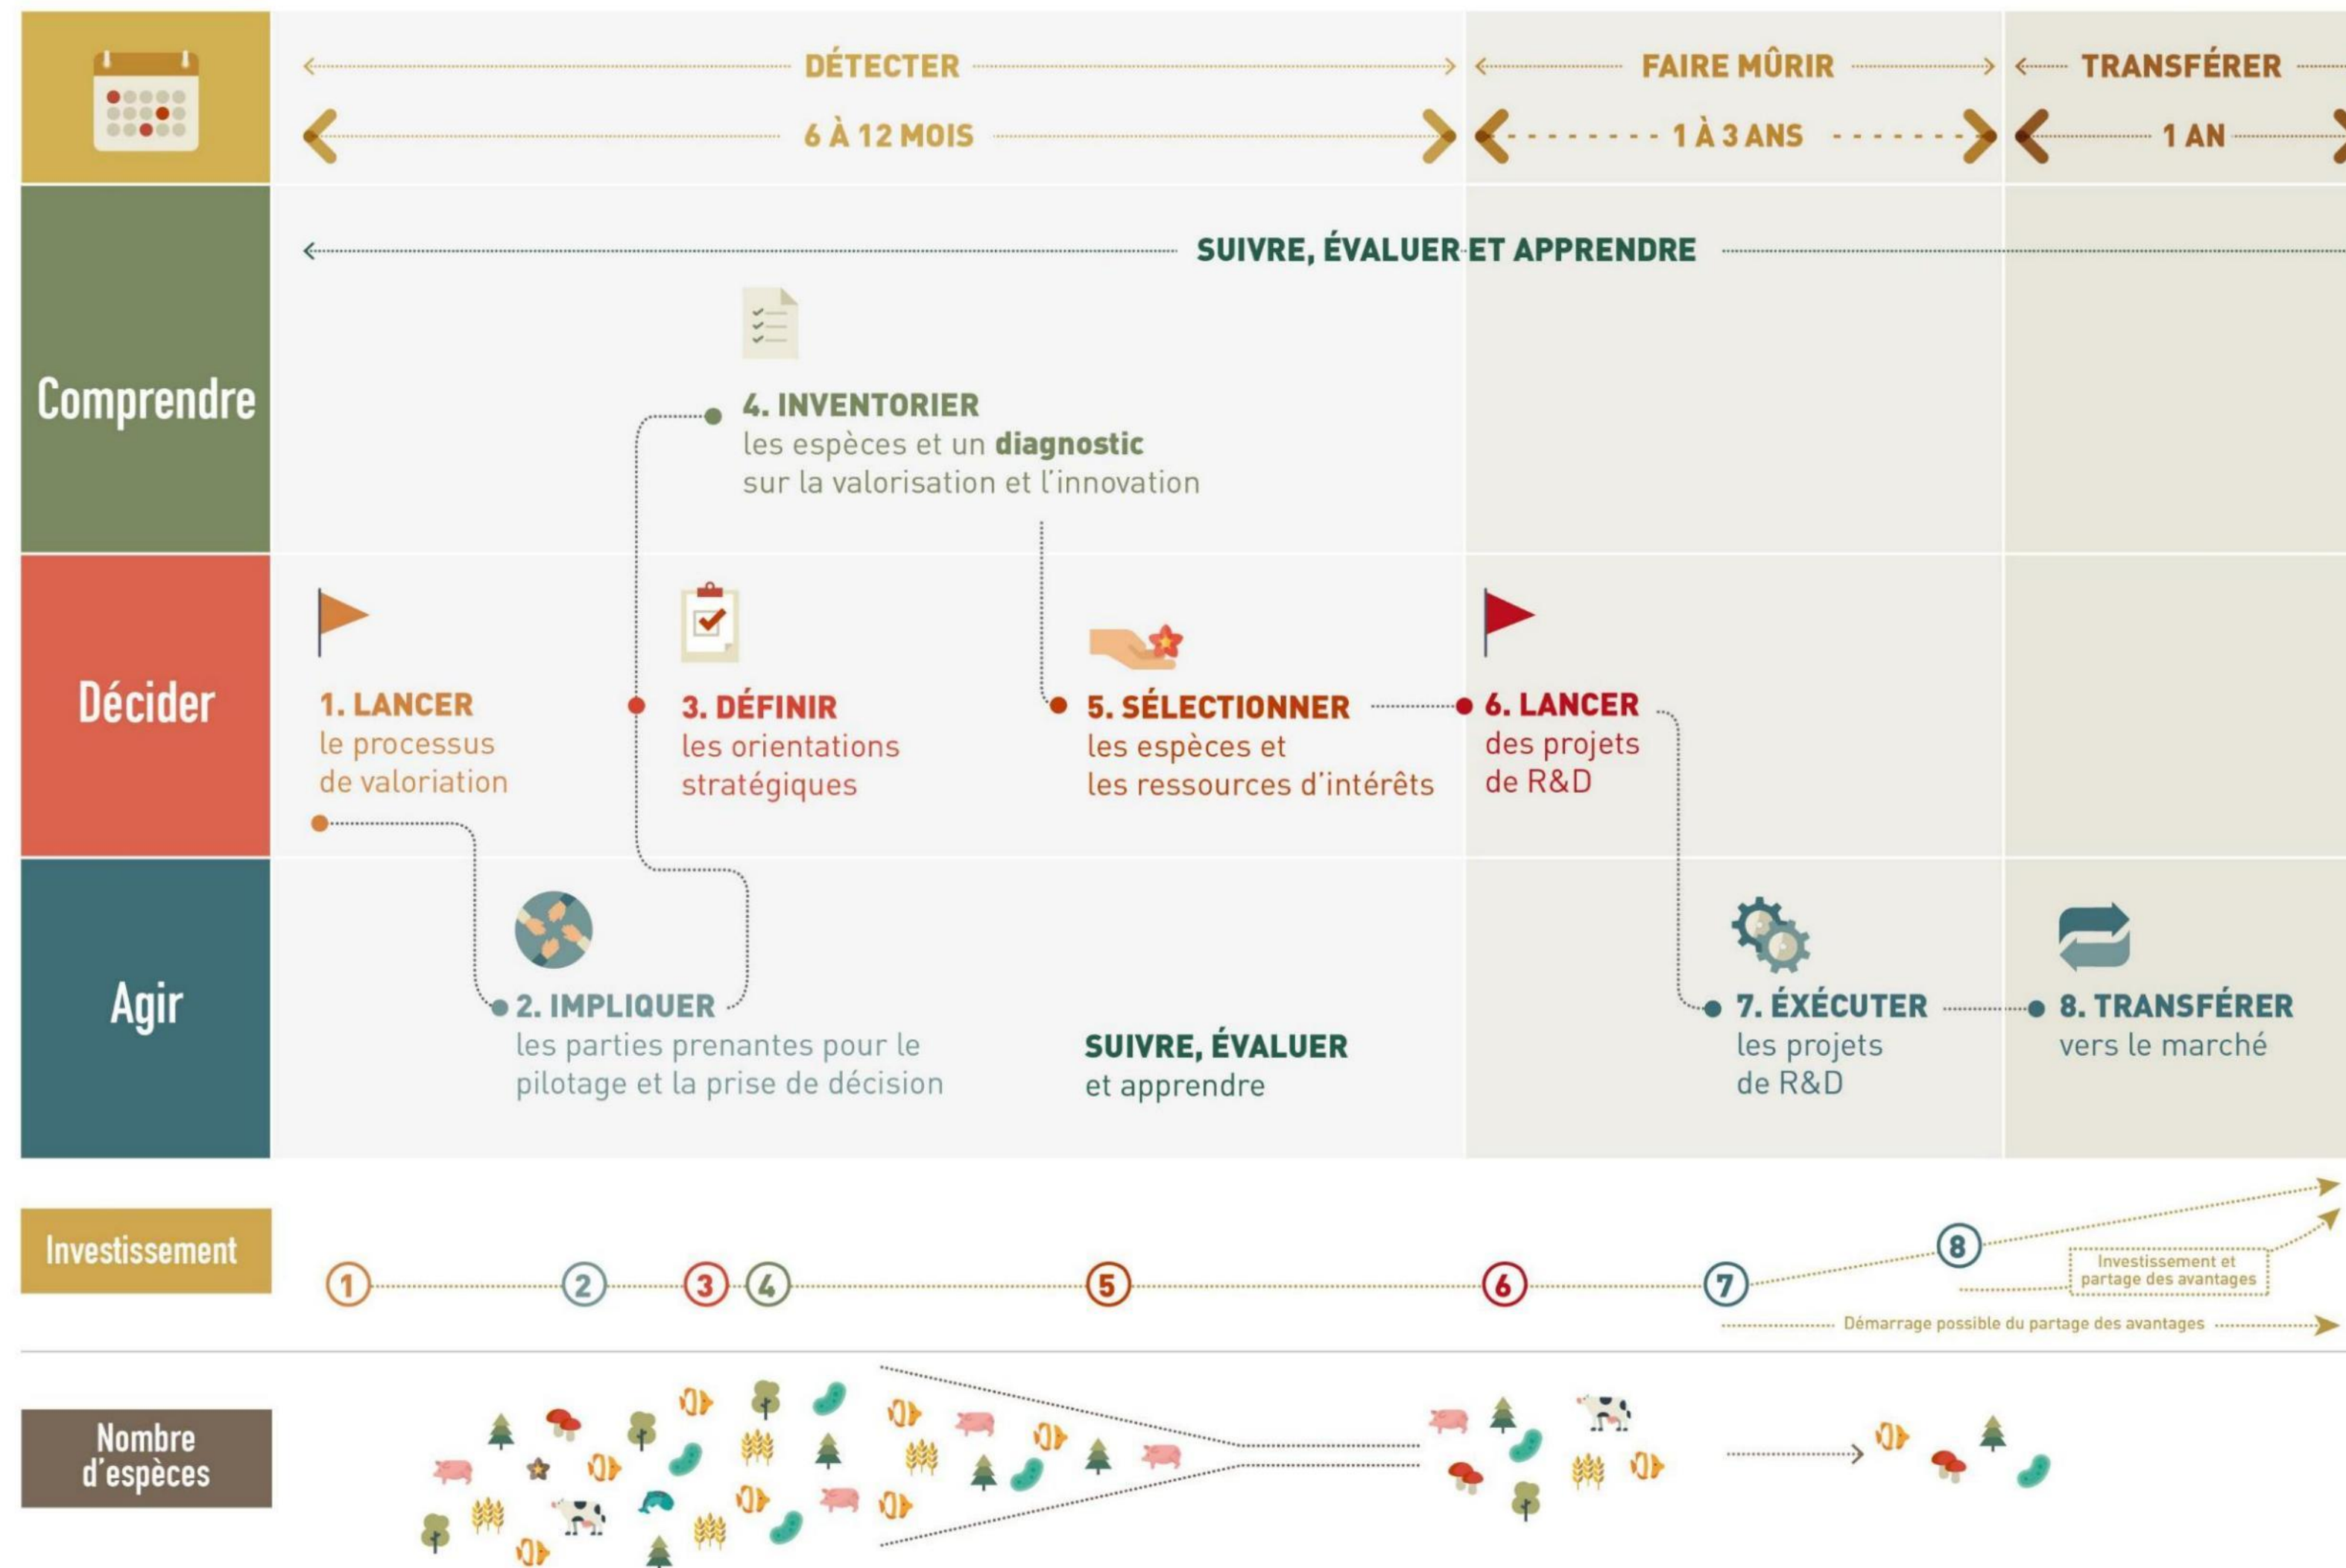 DÉTECTER
FAIRE MÛRIR
TRANSFÉRER
6 À 12 MOIS
1 À 3 ANS
1 AN
Comprendre
SUIVRE, ÉVALUER ET APPRENDRE
4. INVENTORIER
les espèces et un diagnostic
sur la valorisation et l'innovation
Décider
1. LANCER
le processus
de valoriation
3. DÉFINIR
les orientations
stratégiques
5. SÉLECTIONNER
les espèces et
les ressources d'intérêts
6. LANCER
des projets
de R&D
Agir
2. IMPLIQUER
les parties prenantes pour le
pilotage et la prise de décision
SUIVRE, ÉVALUER
et apprendre
7. ÉXÉCUTER
les projets
de R&D
8. TRANSFÉRER
vers le marché
Investissement
1
2
3
4
5
6
7
8
Investissement et
partage des avantages
Démarrage possible du partage des avantages
Nombre
d'espèces